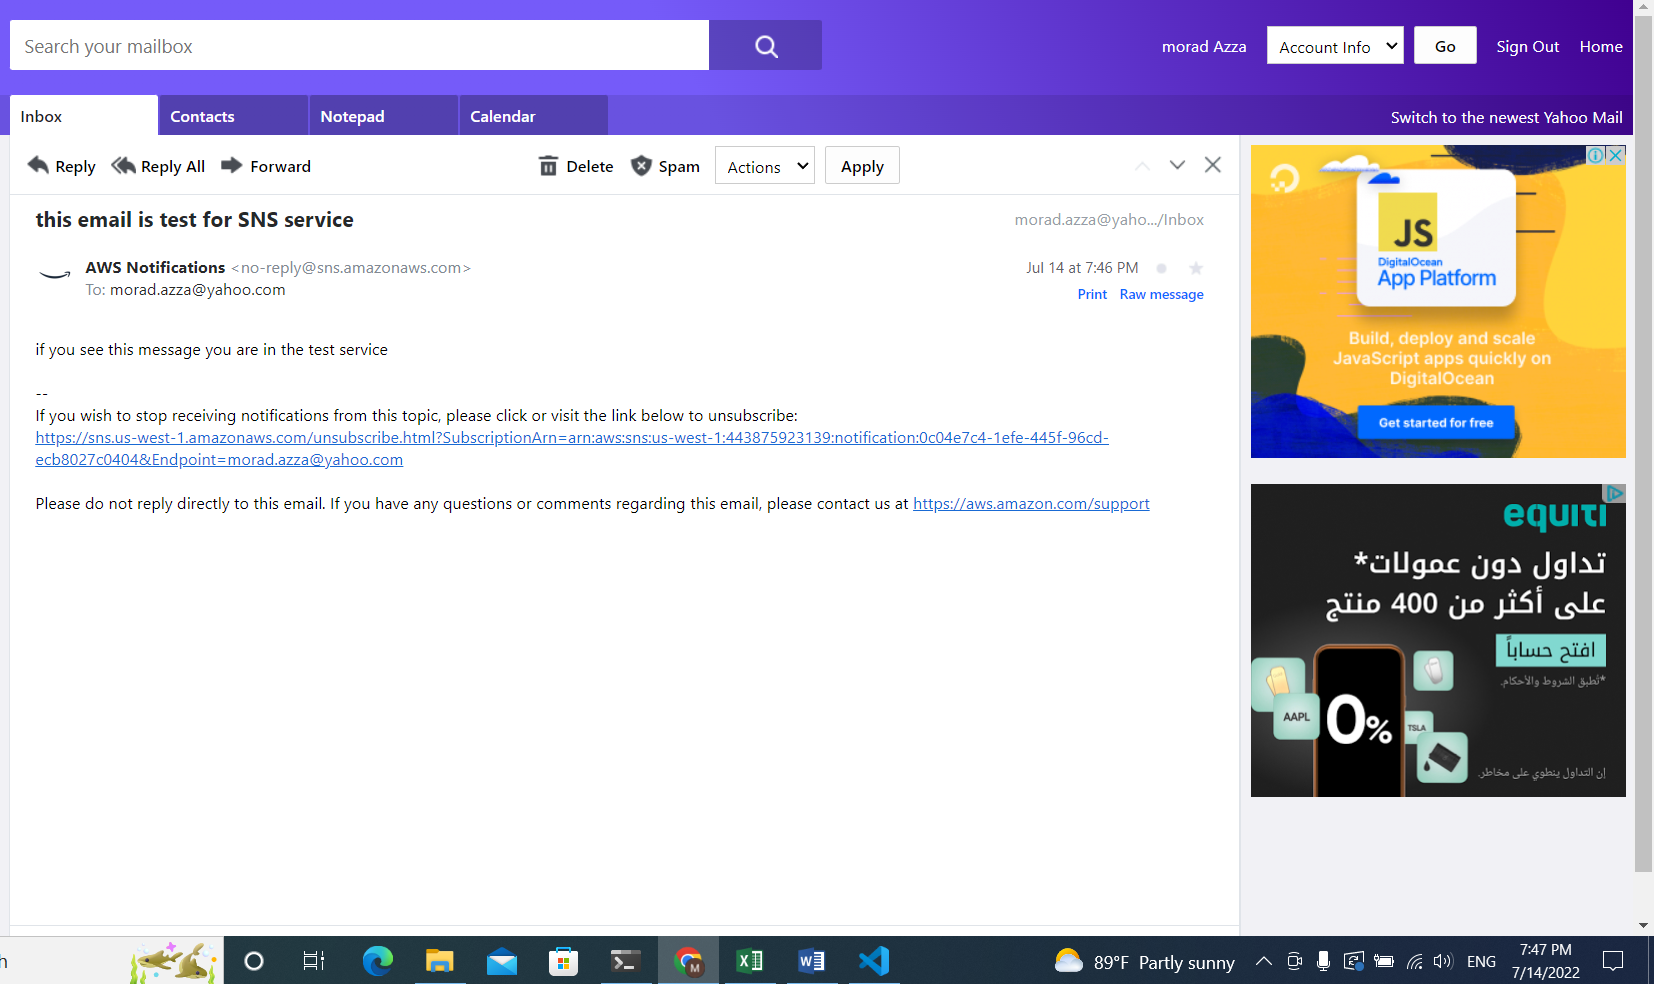 Search your mailbox
morad Azza
Account Info
Go
Sign Out
Home
Inbox
Contacts
Notepad
Calendar
Switch to the newest Yahoo Mail
Reply
Reply All
Forward
Delete
Spam
Actions
Apply
this email is test for SNS service
morad.azza@yaho.../Inbox
AWS Notifications <no-reply@sns.amazonaws.com>
Jul 14 at 7:46 PM
To: morad.azza@yahoo.com
Print
Raw message
if you see this message you are in the test service
--
If you wish to stop receiving notifications from this topic, please click or visit the link below to unsubscribe:
https://sns.us-west-1.amazonaws.com/unsubscribe.html?SubscriptionArn=arn:aws:sns:us-west-1:443875923139:notification:0c04e7c4-1efe-445f-96cd-
ecb8027c0404&Endpoint=morad.azza@yahoo.com
Please do not reply directly to this email. If you have any questions or comments regarding this email, please contact us at https://aws.amazon.com/support
JS
DigitalOcean
App Platform
Build, deploy and scale
JavaScript apps quickly on
DigitalOcean
Get started for free
equiti
تداول دون عمولات*
على أكثر من 400 منتج
افتح حساباً
*تُطبق الشروط والأحكام.
AAPL
0%
TSLA
إن التداول ينطوي على مخاطر.
h
M
89°F Partly sunny
ENG
7:47 PM
7/14/2022